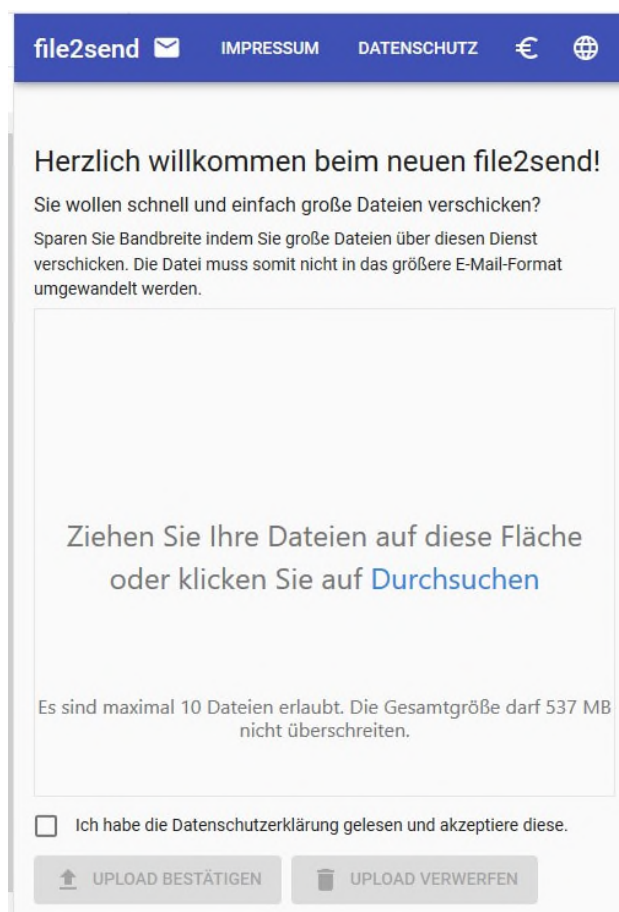 file2send IMPRESSUM DATENSCHUTZ €
Herzlich willkommen beim neuen file2send!
Sie wollen schnell und einfach große Dateien verschicken?
Sparen Sie Bandbreite indem Sie große Dateien über diesen Dienst
verschicken. Die Datei muss somit nicht in das größere E-Mail-Format
umgewandelt werden.
Ziehen Sie Ihre Dateien auf diese Fläche
oder klicken Sie auf Durchsuchen
Es sind maximal 10 Dateien erlaubt. Die Gesamtgröße darf 537 MB
nicht überschreiten.
Ich habe die Datenschutzerklärung gelesen und akzeptiere diese.
UPLOAD BESTÄTIGEN UPLOAD VERWERFEN